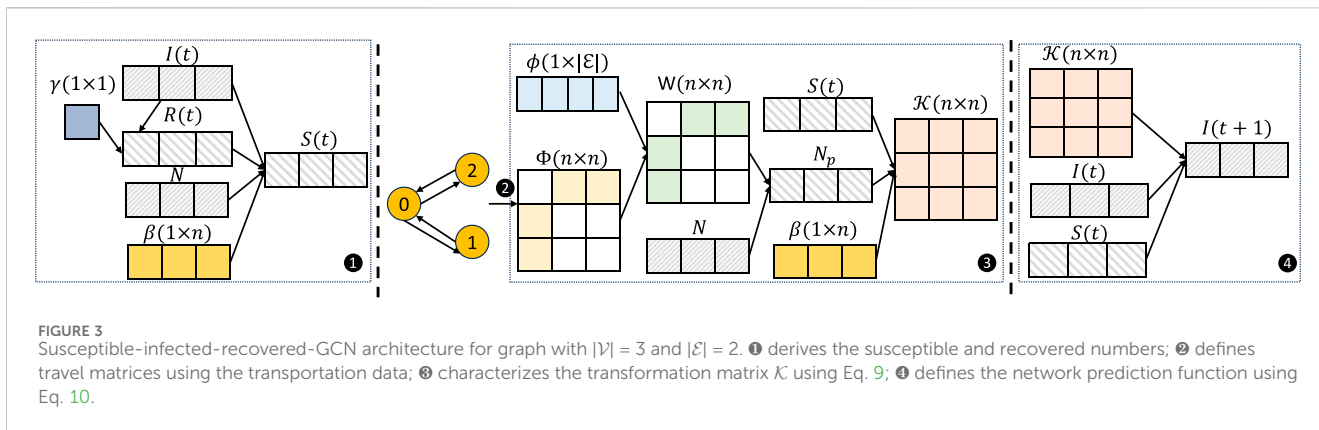 I(t)
γ(1×1)
R(t)
S(t)
N
β(1×n)
❶
0
2
1
❷
ϕ(1×|ℰ|)
Φ(n×n)
W(n×n)
N
S(t)
N_p
β(1×n)
𝒦(n×n)
❸
𝒦(n×n)
I(t)
S(t)
I(t + 1)
❹
FIGURE 3
Susceptible-infected-recovered-GCN architecture for graph with |𝒱| = 3 and |ℰ| = 2. ❶ derives the susceptible and recovered numbers; ❷ defines
travel matrices using the transportation data; ❸ characterizes the transformation matrix 𝒦 using Eq. 9; ❹ defines the network prediction function using
Eq. 10.